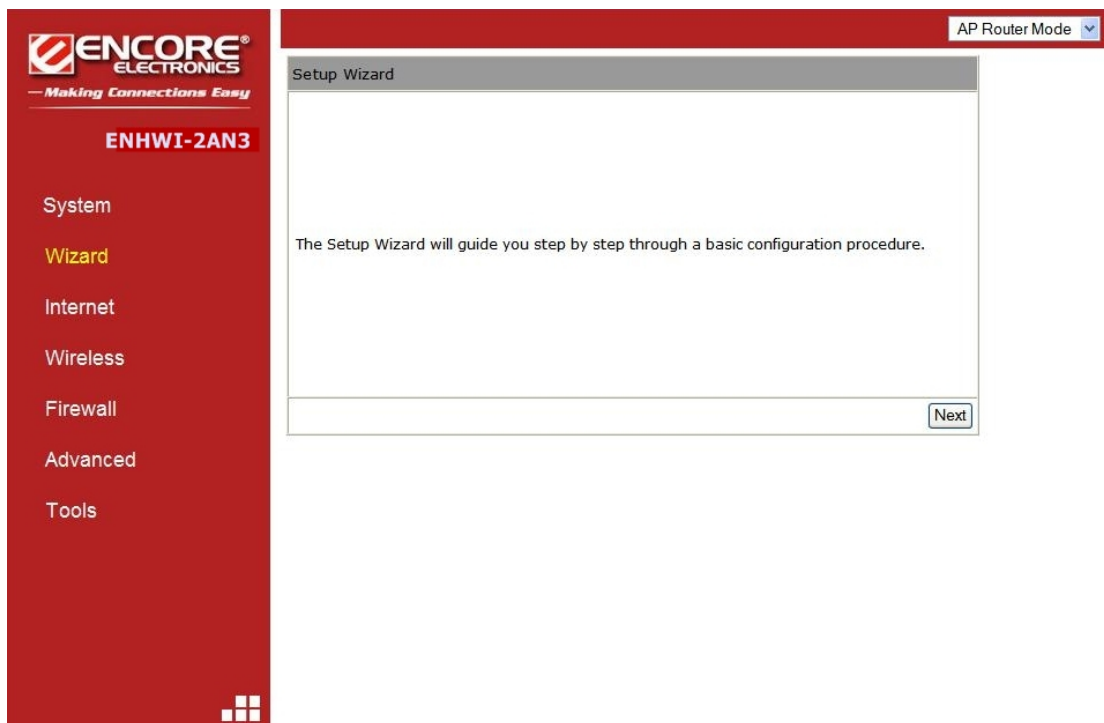 ENCORE®
ELECTRONICS
—Making Connections Easy
ENHWI-2AN3
System
Wizard
Internet
Wireless
Firewall
Advanced
Tools
AP Router Mode
Setup Wizard
The Setup Wizard will guide you step by step through a basic configuration procedure.
Next